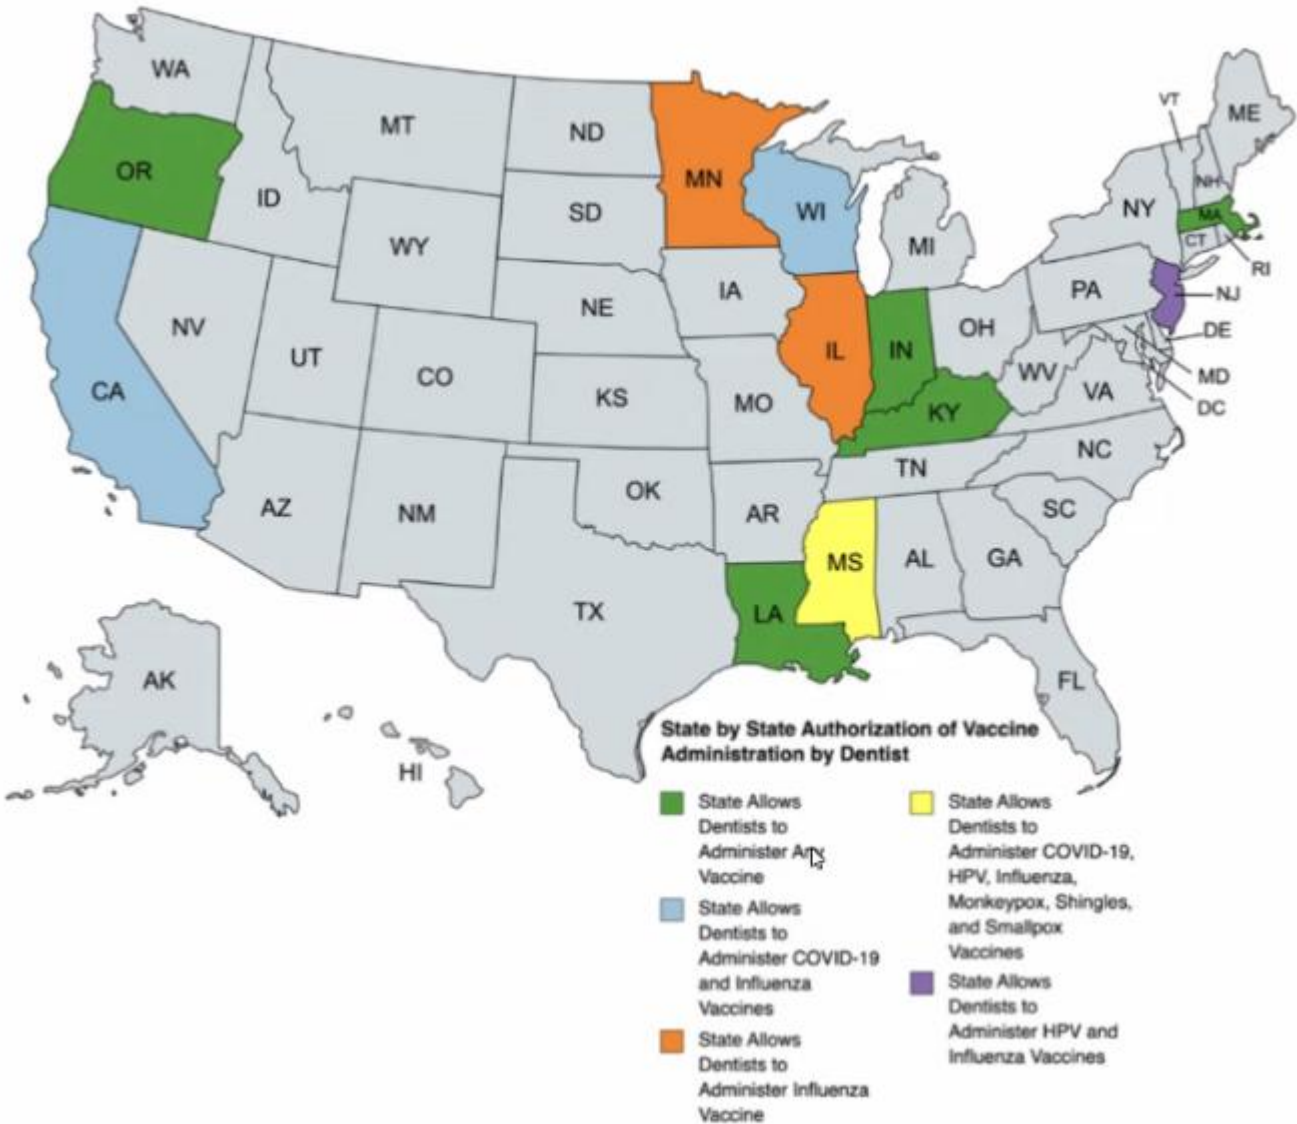 WA
MT
ND
MN
VT
ME
OR
ID
SD
WI
MI
NY
NH
MA
CT
RI
WY
IA
PA
NJ
NV
NE
OH
DE
UT
CO
IL
IN
WV
MD
CA
KS
MO
KY
VA
DC
AZ
NM
OK
AR
TN
NC
SC
TX
LA
MS
AL
GA
AK
HI
FL
State by State Authorization of Vaccine
Administration by Dentist
State Allows
Dentists to
Administer Any
Vaccine
State Allows
Dentists to
Administer COVID-19
and Influenza
Vaccines
State Allows
Dentists to
Administer Influenza
Vaccine
State Allows
Dentists to
Administer COVID-19,
HPV, Influenza,
Monkeypox, Shingles,
and Smallpox
Vaccines
State Allows
Dentists to
Administer HPV and
Influenza Vaccines